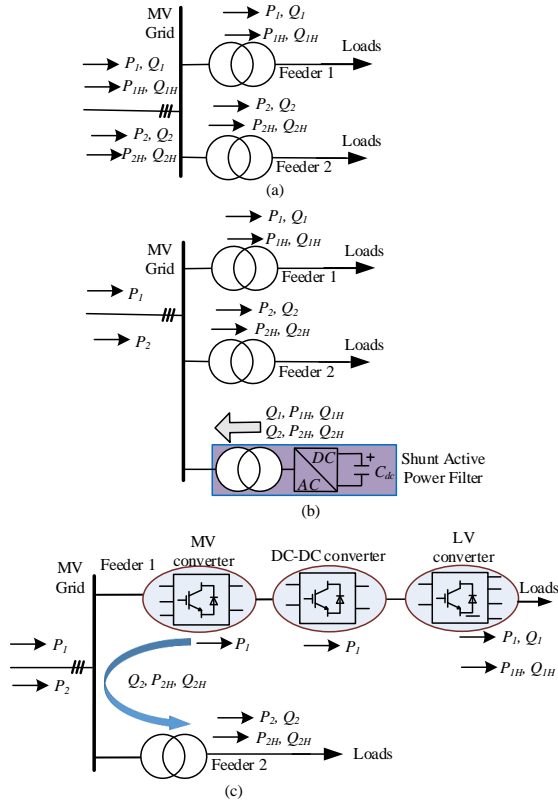 MV
Grid
P1, Q1
P1H, Q1H
Loads
Feeder 1
P1, Q1
P1H, Q1H
P2, Q2
P2H, Q2H
P2, Q2
P2H, Q2H
Loads
Feeder 2
(a)
P1, Q1
P1H, Q1H
MV
Grid
Loads
Feeder 1
P1
P2, Q2
P2H, Q2H
P2
Loads
Feeder 2
Q1, P1H, Q1H
Q2, P2H, Q2H
DC
AC
+
Cdc
Shunt Active
Power Filter
(b)
MV
Grid
Feeder 1
MV
converter
DC-DC converter
LV
converter
Loads
P1
P2
P1
P1
P1, Q1
P1H, Q1H
Q2, P2H, Q2H
P2, Q2
P2H, Q2H
Loads
Feeder 2
(c)